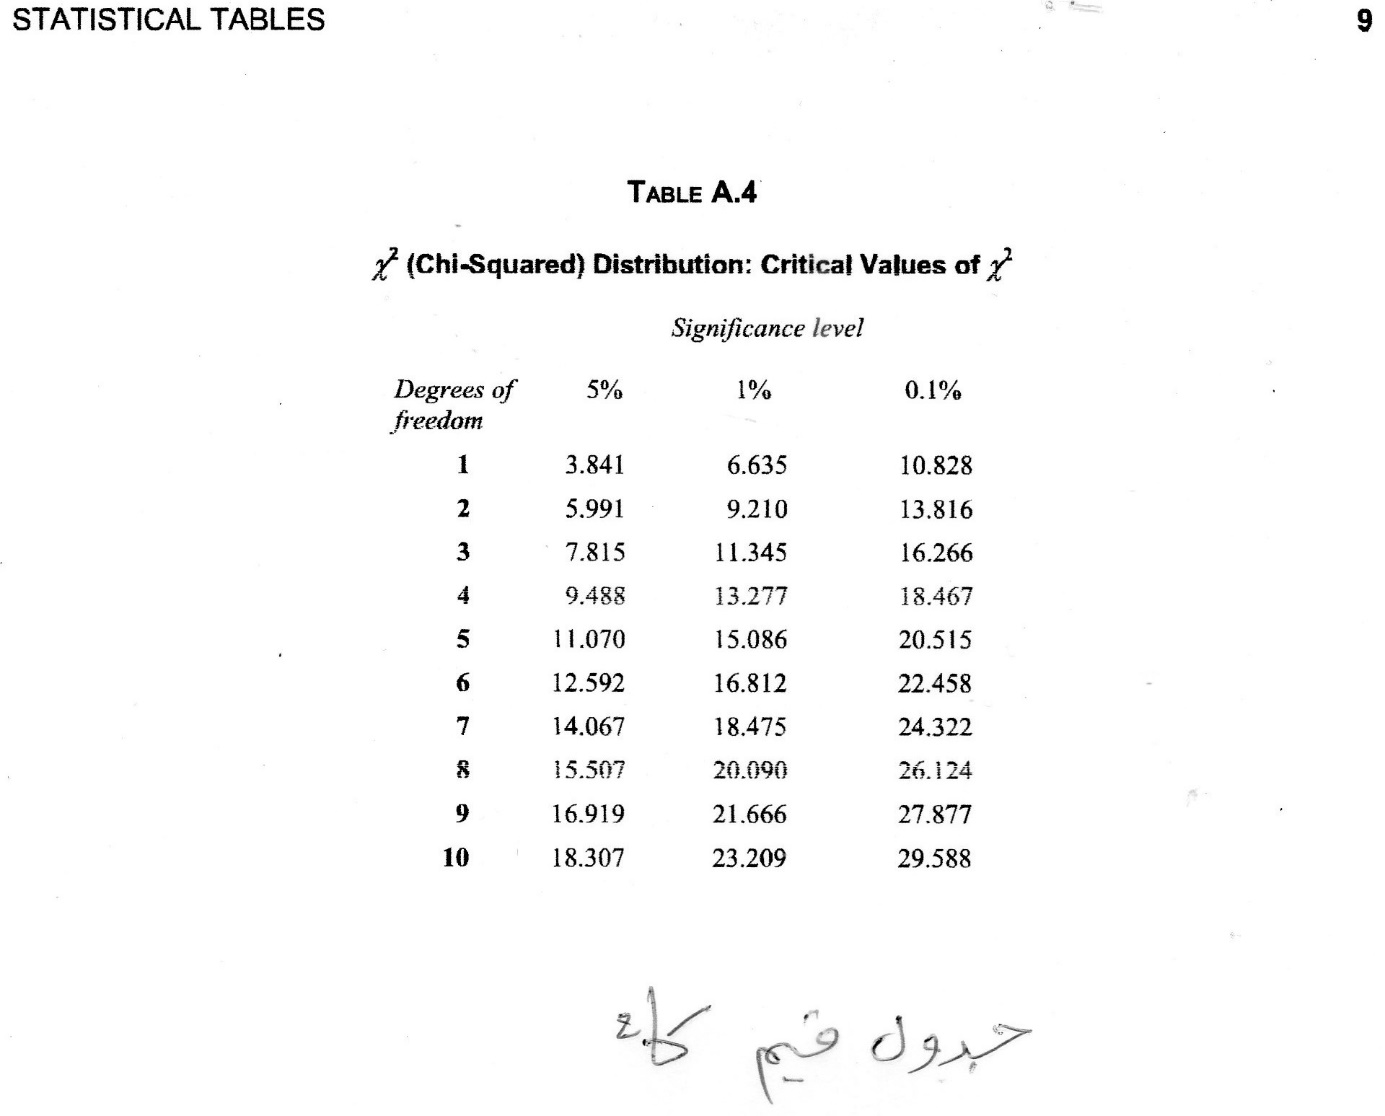 STATISTICAL TABLES 9
TABLE A.4
χ² (Chi-Squared) Distribution: Critical Values of χ²
Significance level
Degrees of freedom 5% 1% 0.1%
1 3.841 6.635 10.828
2 5.991 9.210 13.816
3 7.815 11.345 16.266
4 9.488 13.277 18.467
5 11.070 15.086 20.515
6 12.592 16.812 22.458
7 14.067 18.475 24.322
8 15.507 20.090 26.124
9 16.919 21.666 27.877
10 18.307 23.209 29.588
جدول قيم كا²